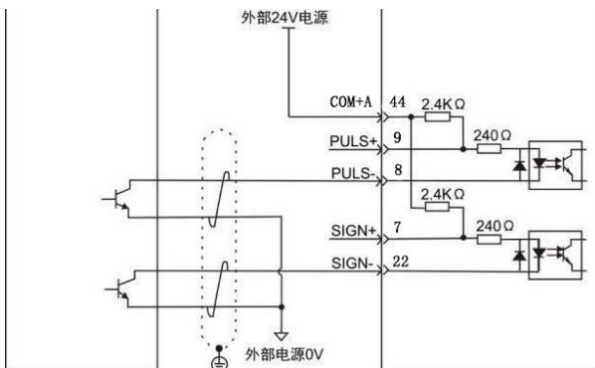 外部24V电源
COM+A 44 2.4KΩ
PULS+ 9 240Ω
PULS- 8
2.4KΩ
SIGN+ 7 240Ω
SIGN- 22
外部电源0V